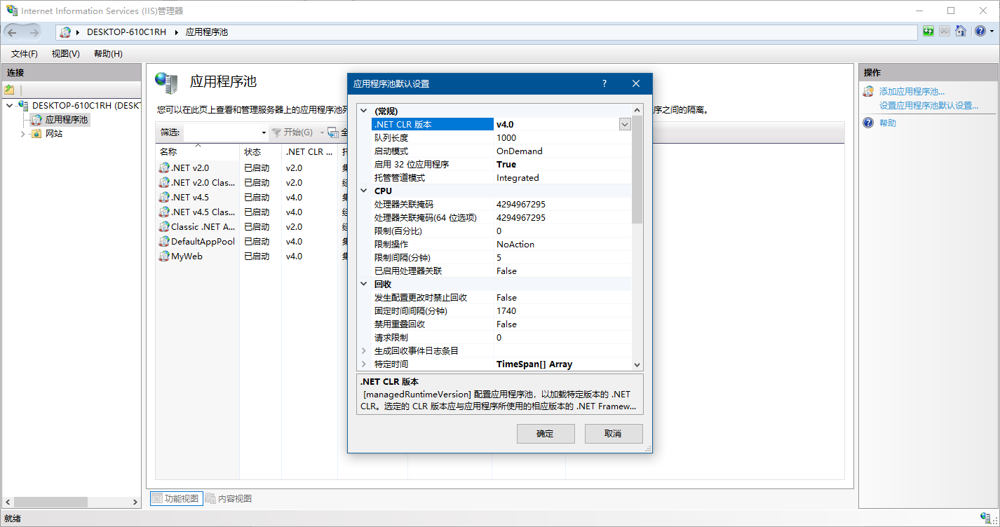 Internet Information Services (IIS)管理器
DESKTOP-610C1RH
应用程序池
文件(F) 视图(V) 帮助(H)
连接
DESKTOP-610C1RH (DESKT
应用程序池
网站
应用程序池
您可以在此页上查看和管理服务器上的应用程序池列
序之间的隔离。
筛选: 开始(G) 全
名称 状态 .NET CLR ... 托
.NET v2.0 已启动 v2.0 集
.NET v2.0 Clas... 已启动 v2.0 经
.NET v4.5 已启动 v4.0 集
.NET v4.5 Clas... 已启动 v4.0 经
Classic .NET A... 已启动 v2.0 经
DefaultAppPool 已启动 v4.0 集
MyWeb 已启动 v4.0 集
应用程序池默认设置 ?
(常规)
.NET CLR 版本 v4.0
队列长度 1000
启动模式 OnDemand
启用 32 位应用程序 True
托管管道模式 Integrated
CPU
处理器关联掩码 4294967295
处理器关联掩码(64 位选项) 4294967295
限制(百分比) 0
限制操作 NoAction
限制间隔(分钟) 5
已启用处理器关联 False
回收
发生配置更改时禁止回收 False
固定时间间隔(分钟) 1740
禁用重叠回收 False
请求限制 0
生成回收事件日志条目
特定时间 TimeSpan[] Array
.NET CLR 版本
[managedRuntimeVersion] 配置应用程序池，以加载特定版本的 .NET
CLR。选定的 CLR 版本应与应用程序所使用的相应版本的 .NET Framew...
确定 取消
操作
添加应用程序池...
设置应用程序池默认设置...
帮助
功能视图 内容视图
就绪